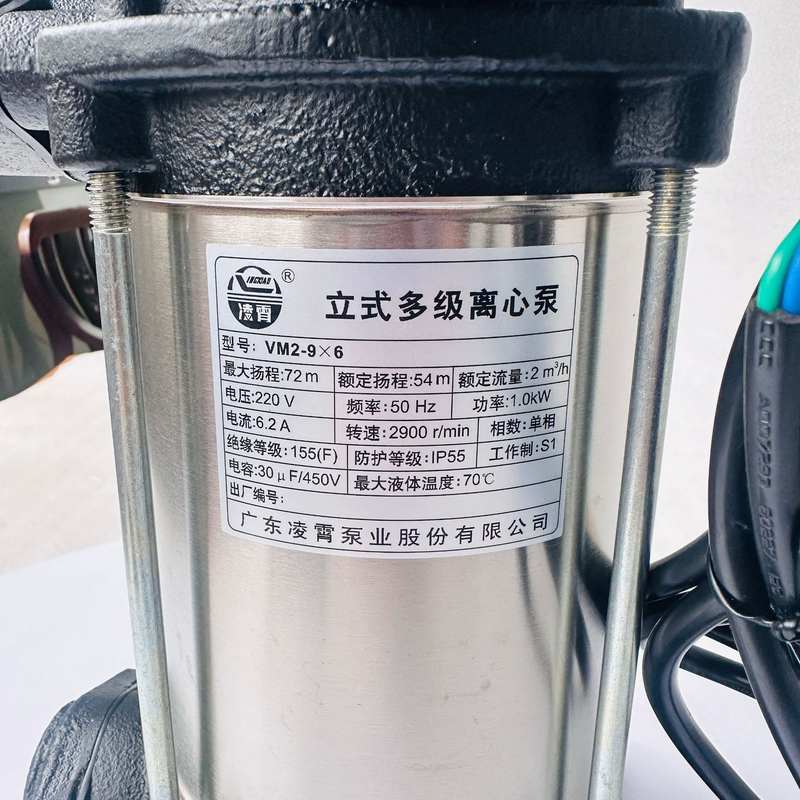 LINGXIAO
凌霄
®
立式多级离心泵
型号: VM2-9×6
最大扬程:72m 额定扬程:54m 额定流量:2 m³/h
电压:220 V 频率:50 Hz 功率:1.0kW
电流:6.2 A 转速:2900 r/min 相数:单相
绝缘等级:155(F) 防护等级:IP55 工作制:S1
电容:30μF/450V 最大液体温度:70℃
出厂编号:
广东凌霄泵业股份有限公司